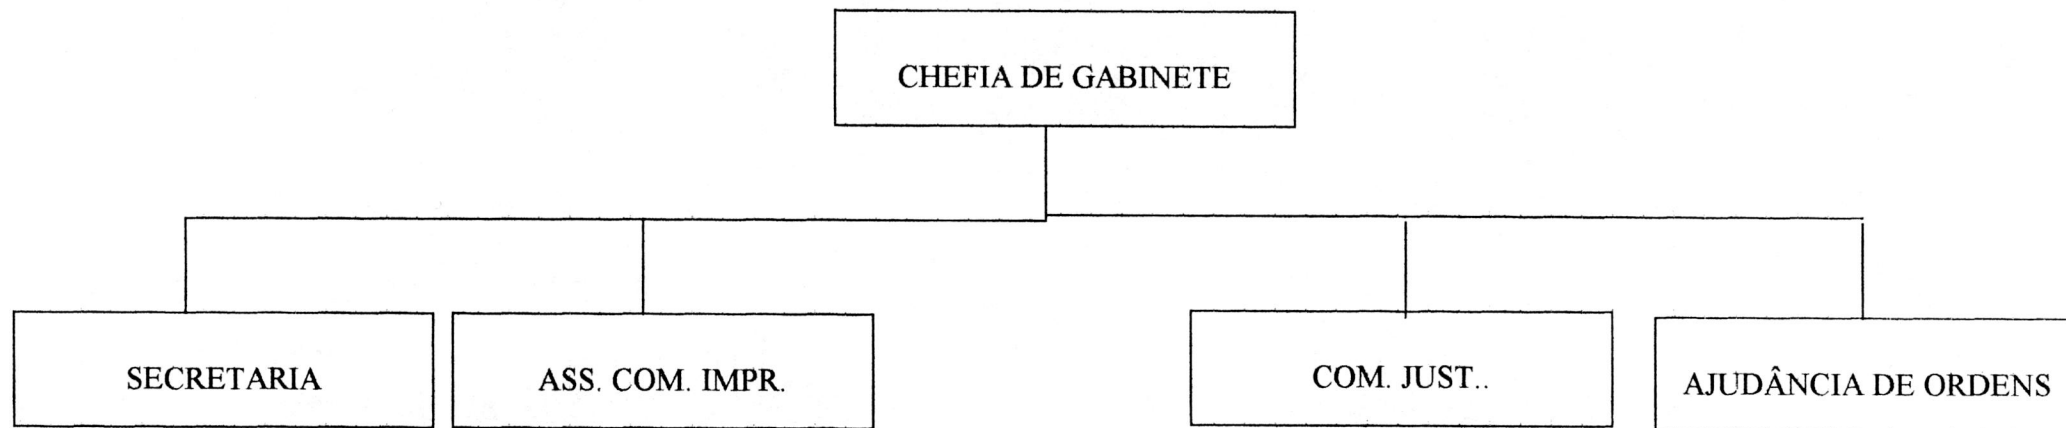 CHEFIA DE GABINETE
SECRETARIA
ASS. COM. IMPR.
COM. JUST..
AJUDÂNCIA DE ORDENS